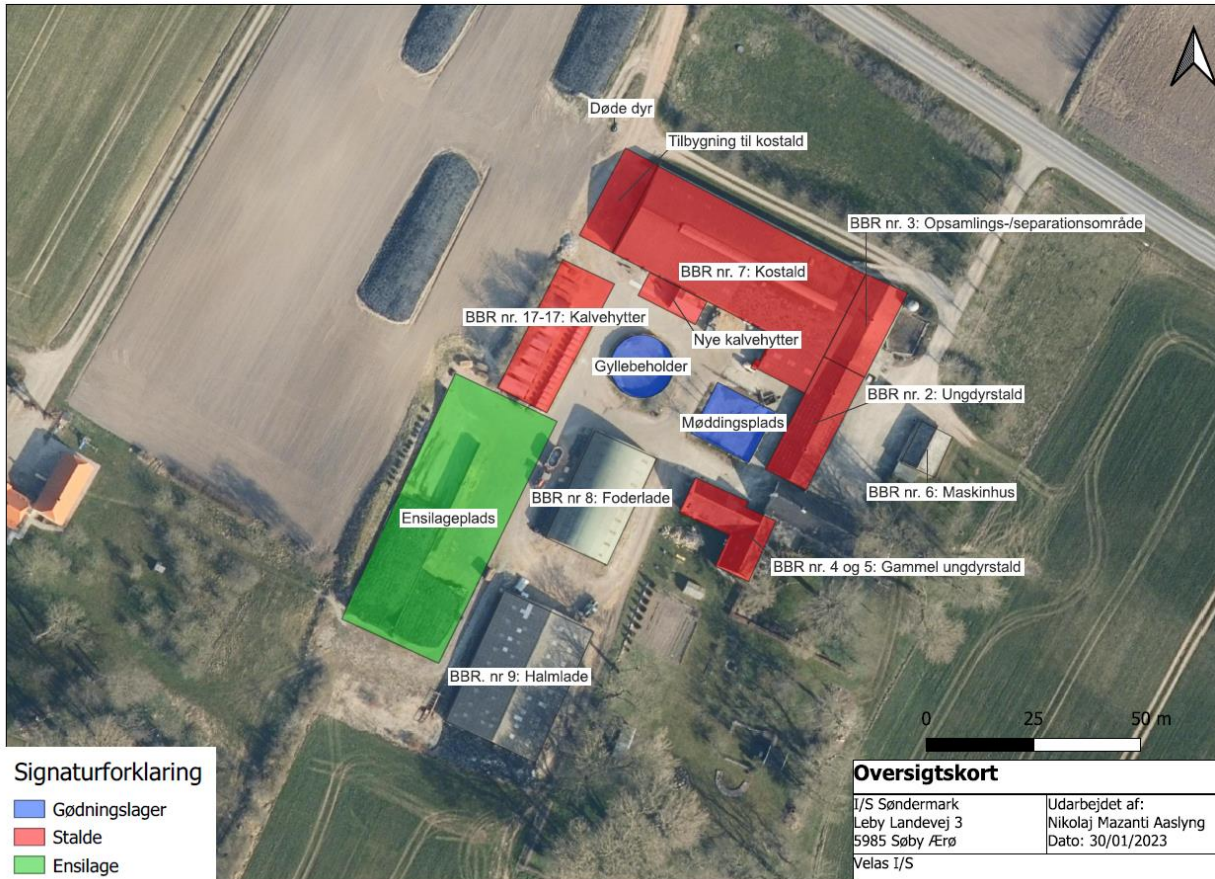 Døde dyr
Tilbygning til kostald
BBR nr. 3: Opsamlings-/separationsområde
BBR nr. 7: Kostald
BBR nr. 17-17: Kalvehytter
Nye kalvehytter
Gyllebeholder
BBR nr. 2: Ungdyrstald
Møddingsplads
BBR nr. 6: Maskinhus
BBR nr 8: Foderlade
Ensilageplads
BBR nr. 4 og 5: Gammel ungdyrstald
BBR. nr 9: Halmlade
0 25 50 m
Signaturforklaring
Gødningslager
Stalde
Ensilage
Oversigtskort
I/S Søndermark
Leby Landevej 3
5985 Søby Ærø
Udarbejdet af:
Nikolaj Mazanti Aaslyng
Dato: 30/01/2023
Velas I/S